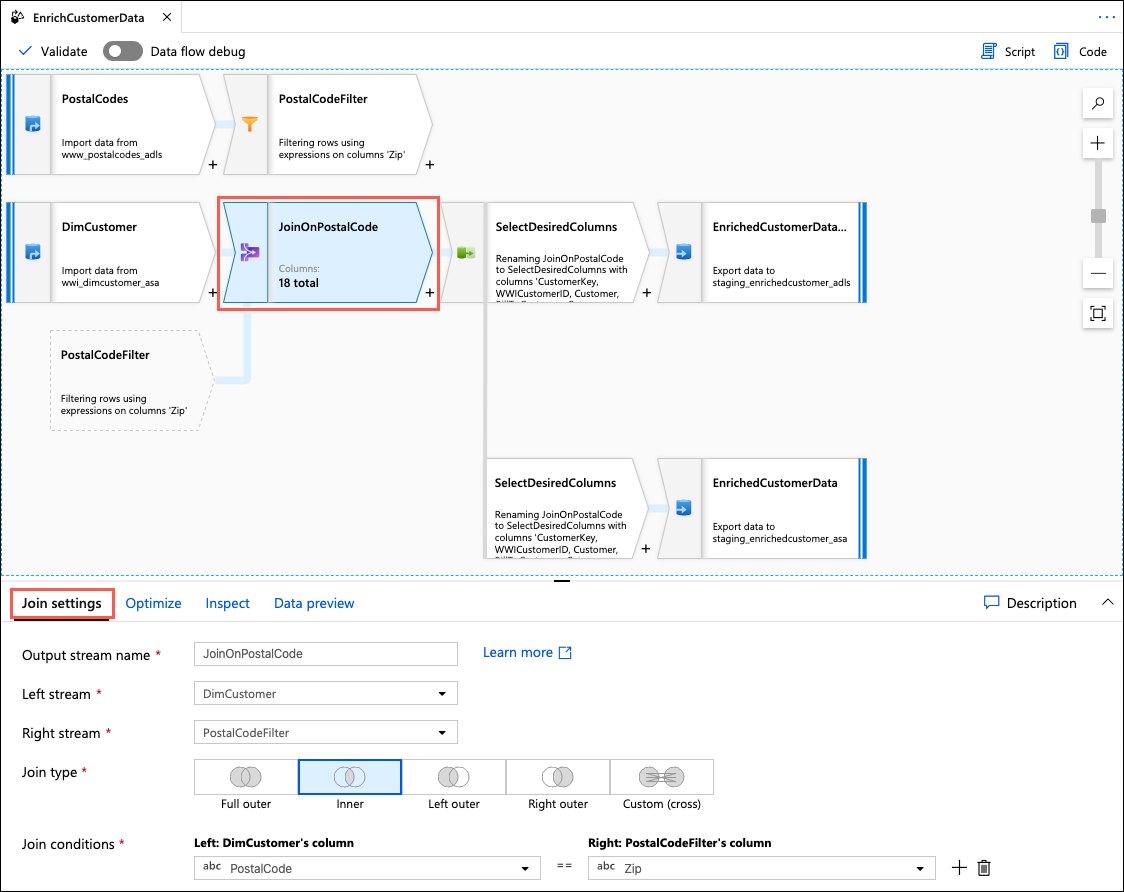 EnrichCustomerData
Validate
Data flow debug
Script
Code
PostalCodes
Import data from
www_postalcodes_adls
+
PostalCodeFilter
Filtering rows using
expressions on columns 'Zip'
+
DimCustomer
Import data from
wwi_dimcustomer_asa
+
JoinOnPostalCode
Columns:
18 total
+
SelectDesiredColumns
Renaming JoinOnPostalCode
to SelectDesiredColumns with
columns 'CustomerKey,
WWICustomerID, Customer,
+
EnrichedCustomerData...
Export data to
staging_enrichedcustomer_adls
PostalCodeFilter
Filtering rows using
expressions on columns 'Zip'
SelectDesiredColumns
Renaming JoinOnPostalCode
to SelectDesiredColumns with
columns 'CustomerKey,
WWICustomerID, Customer,
+
EnrichedCustomerData
Export data to
staging_enrichedcustomer_asa
Join settings
Optimize
Inspect
Data preview
Description
Output stream name *
JoinOnPostalCode
Learn more
Left stream *
DimCustomer
Right stream *
PostalCodeFilter
Join type *
Full outer
Inner
Left outer
Right outer
Custom (cross)
Join conditions *
Left: DimCustomer's column
Right: PostalCodeFilter's column
abc PostalCode
==
abc Zip